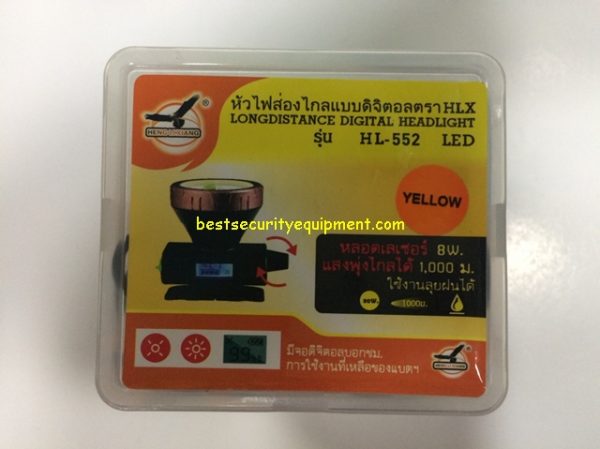 หัวไฟส่องไกลแบบดิจิตอลตรา HLX
LONGDISTANCE DIGITAL HEADLIGHT
รุ่น HL-552 LED
YELLOW
bestsecurityequipment.com
หลอดเลเซอร์ 8W.
แสงพุ่งไกลได้ 1,000 ม.
ใช้งานลุยฝนได้
1000ม.
มีจอดิจิตอลบอกชม.
การใช้งานที่เหลือของแบตฯ